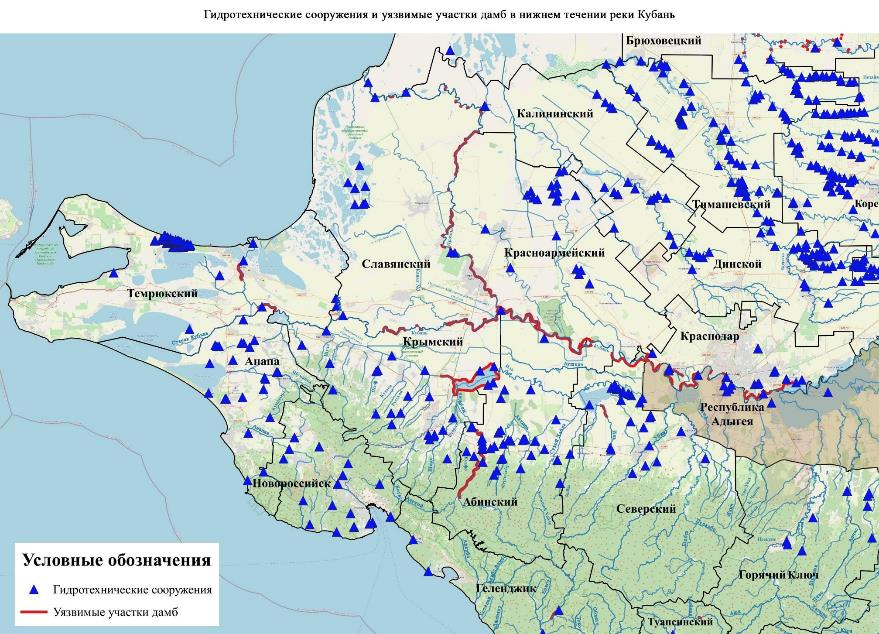 Гидротехнические сооружения и уязвимые участки дамб в нижнем течении реки Кубань
Брюховецкий
Калининский
Тимашевский
Коре
Славянский
Красноармейский
Динской
Темрюкский
Крымский
Краснодар
Анапа
Республика
Адыгея
Новороссийск
Абинский
Северский
Горячий Ключ
Геленджик
Туапсинский
Условные обозначения
Гидротехнические сооружения
Уязвимые участки дамб